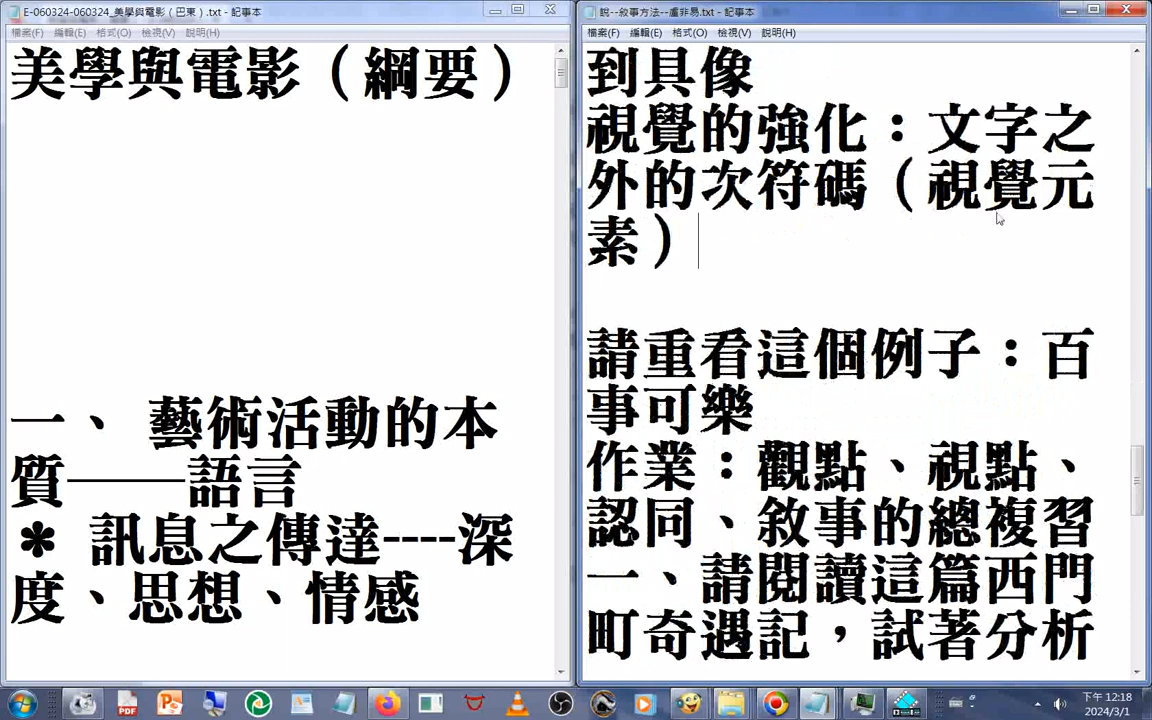 E-060324-060324_美學與電影（巴東）.txt - 記事本
檔案(F) 編輯(E) 格式(O) 檢視(V) 說明(H)
美學與電影（綱要）
一、 藝術活動的本
質——語言
＊ 訊息之傳達----深
度、思想、情感
說--敘事方法--盧非易.txt - 記事本
檔案(F) 編輯(E) 格式(O) 檢視(V) 說明(H)
到具像
視覺的強化：文字之
外的次符碼（視覺元
素）
請重看這個例子：百
事可樂
作業：觀點、視點、
認同、敘事的總複習
一、請閱讀這篇西門
町奇遇記，試著分析
下午 12:18
2024/3/1